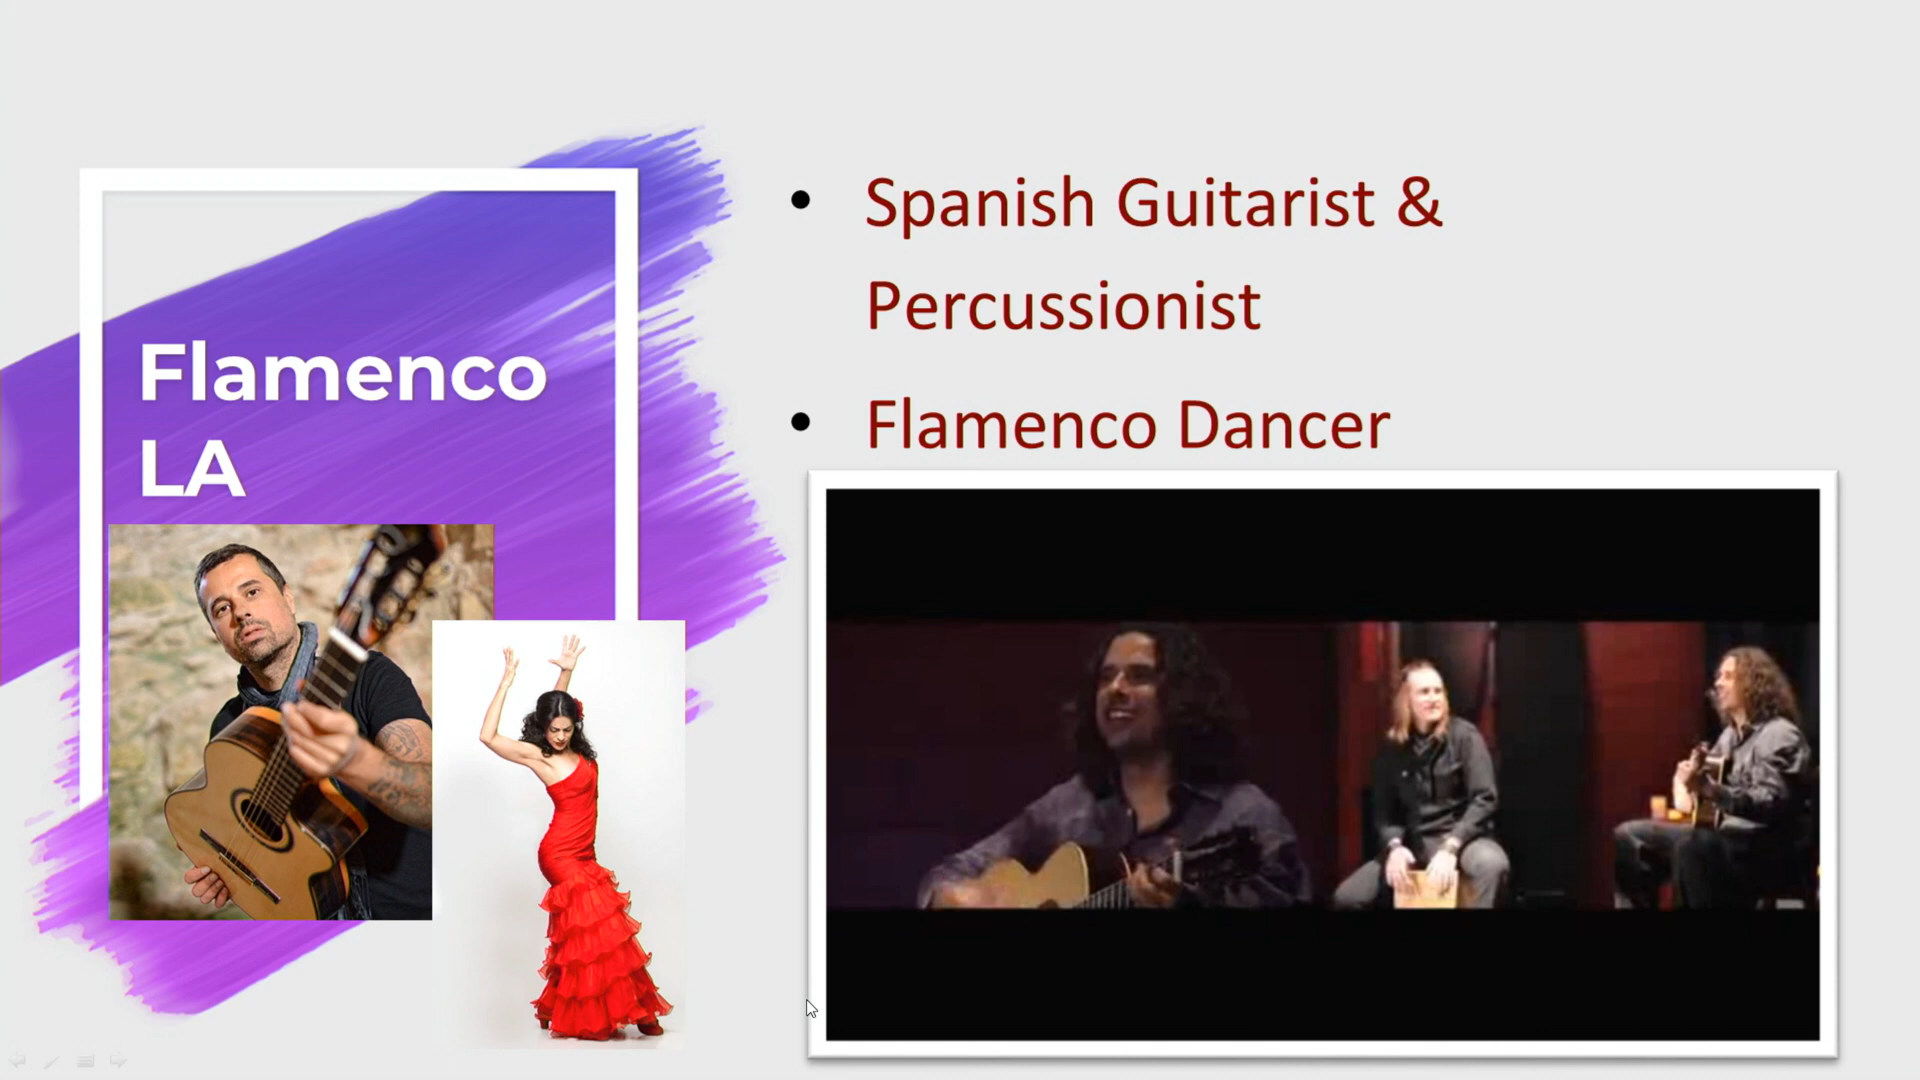 Flamenco
LA
• Spanish Guitarist &
Percussionist
• Flamenco Dancer